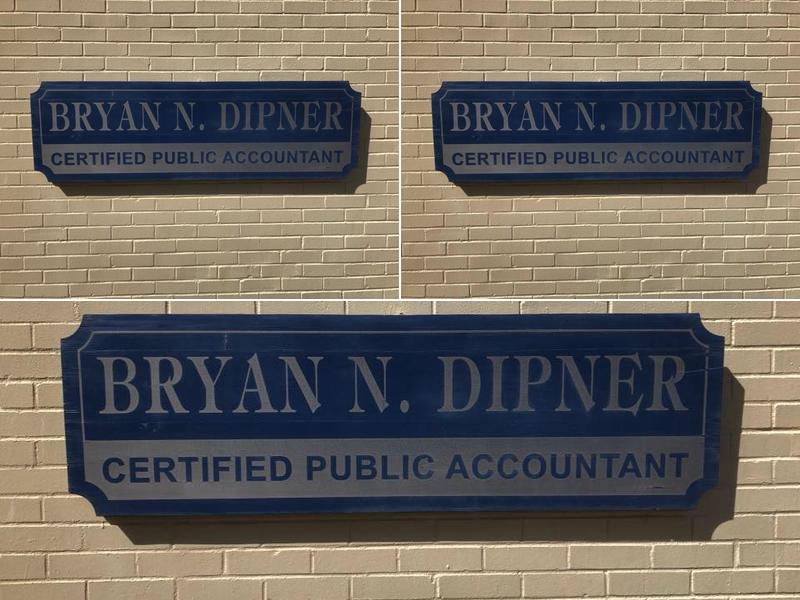 BRYAN N. DIPNER
CERTIFIED PUBLIC ACCOUNTANT
BRYAN N. DIPNER
CERTIFIED PUBLIC ACCOUNTANT
BRYAN N. DIPNER
CERTIFIED PUBLIC ACCOUNTANT